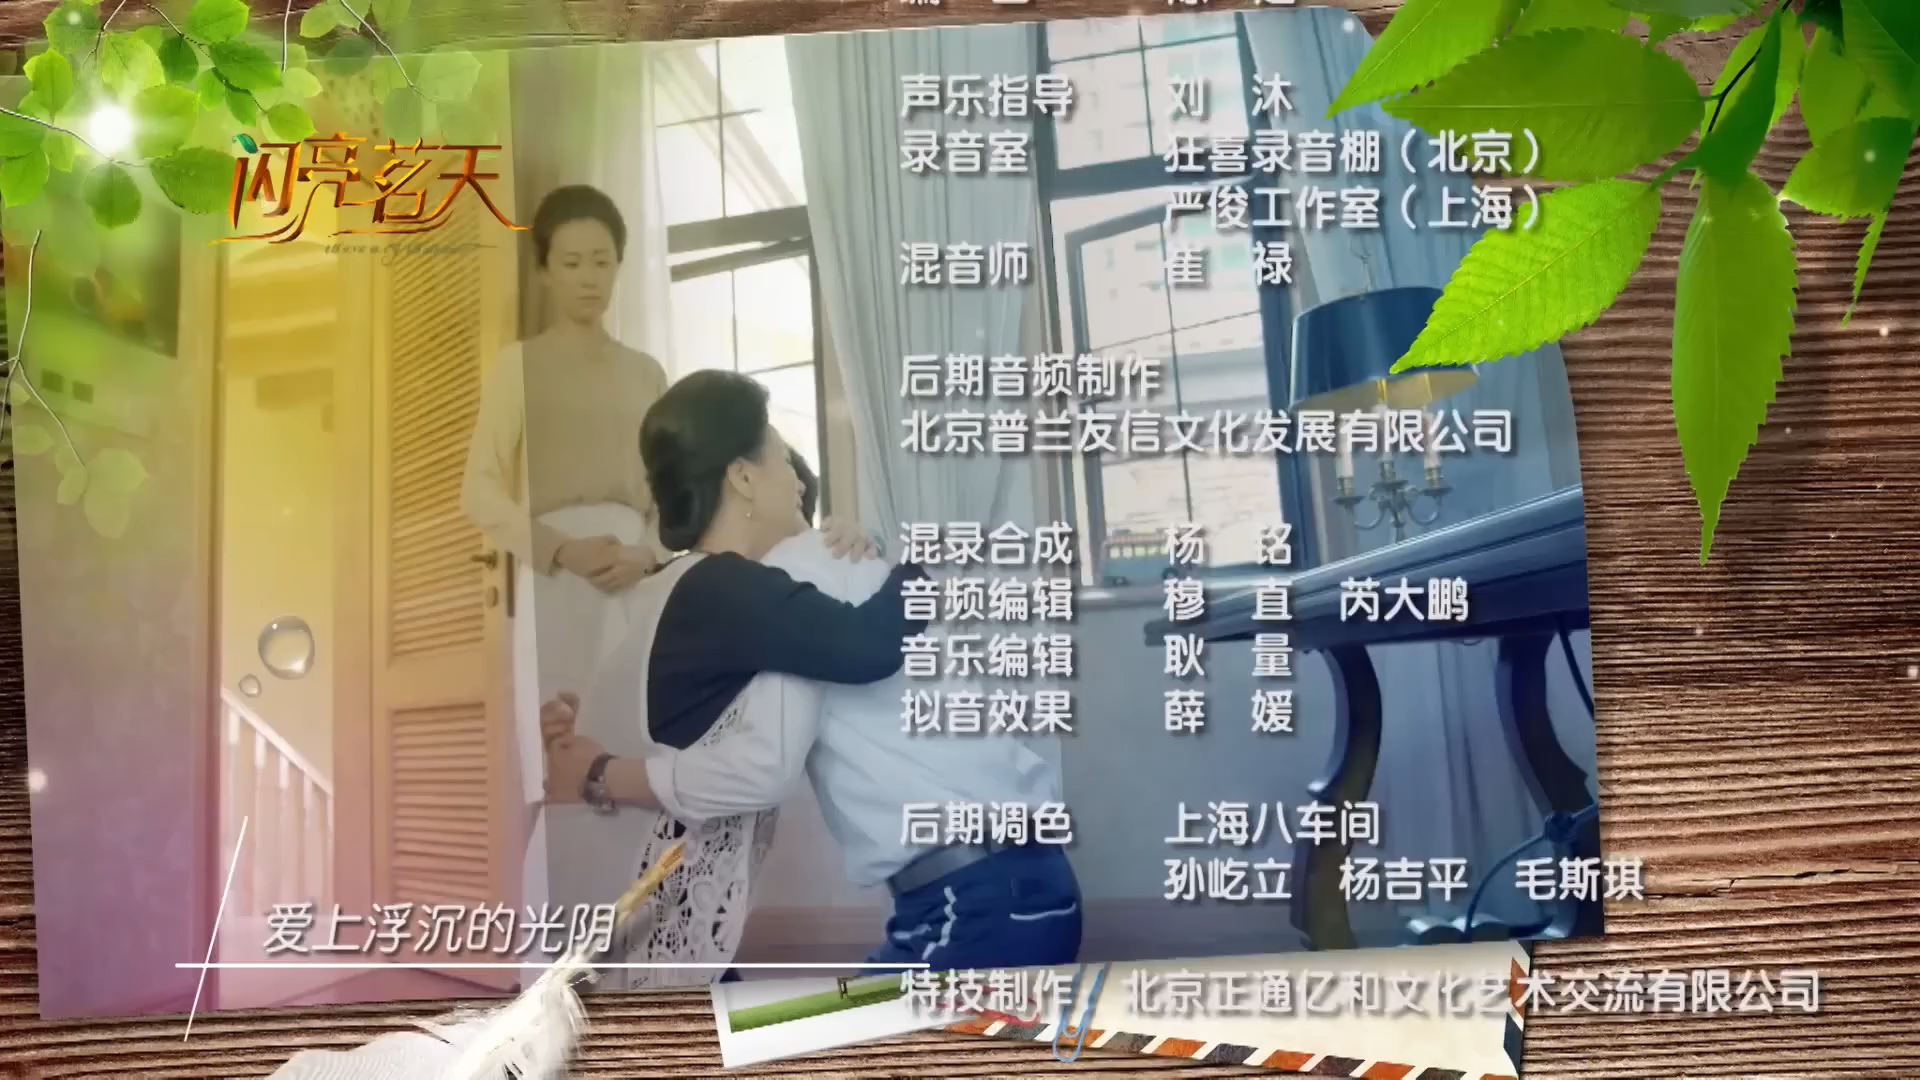 闪亮茗天
声乐指导 刘 沐
录音室 狂喜录音棚（北京）
严俊工作室（上海）
混音师 崔 禄
后期音频制作
北京普兰友信文化发展有限公司
混录合成 杨 铭
音频编辑 穆 直 芮大鹏
音乐编辑 耿 量
拟音效果 薛 媛
后期调色 上海八车间
孙屹立 杨吉平 毛斯琪
爱上浮沉的光阴
特技制作 北京正通亿和文化艺术交流有限公司